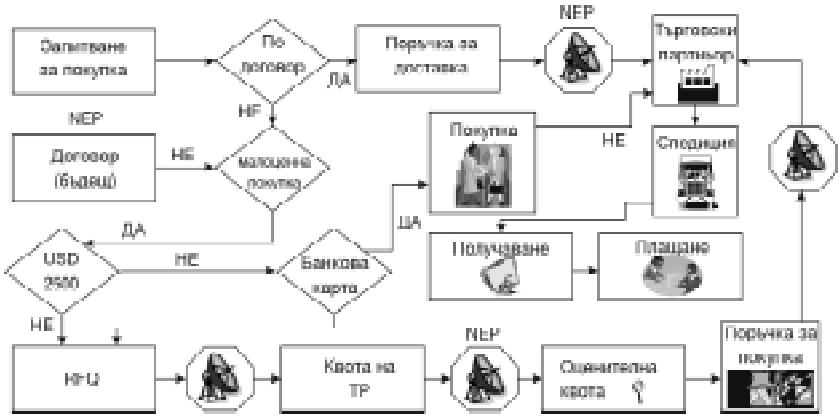 NEP
Запитване
за покупка
По
договор
ДА
Поръчка за
доставка
Търговски
партньор
NEP
НЕ
Договор
(бъдещ)
НЕ
малоценна
покупка
Покупка
НЕ
Спедиция
ДА
ДА
USD
2500
НЕ
Банкова
карта
Получаване
Плащане
НЕ
RFQ
Квота на
ТР
NEP
Оценителна
квота
Поръчка за
покупка